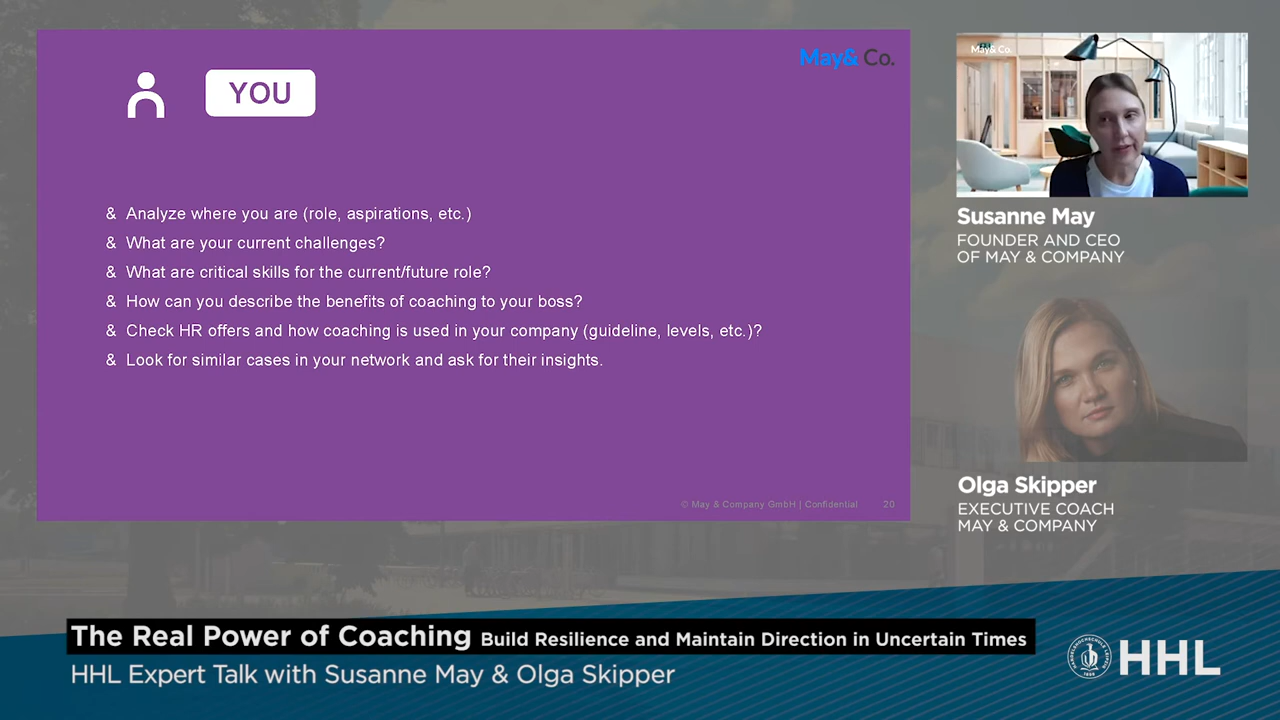 May& Co.
YOU
& Analyze where you are (role, aspirations, etc.)
& What are your current challenges?
& What are critical skills for the current/future role?
& How can you describe the benefits of coaching to your boss?
& Check HR offers and how coaching is used in your company (guideline, levels, etc.)?
& Look for similar cases in your network and ask for their insights.
© May & Company GmbH | Confidential 20
May& Co.
Susanne May
FOUNDER AND CEO
OF MAY & COMPANY
Olga Skipper
EXECUTIVE COACH
MAY & COMPANY
The Real Power of Coaching Build Resilience and Maintain Direction in Uncertain Times
HHL Expert Talk with Susanne May & Olga Skipper
HHL